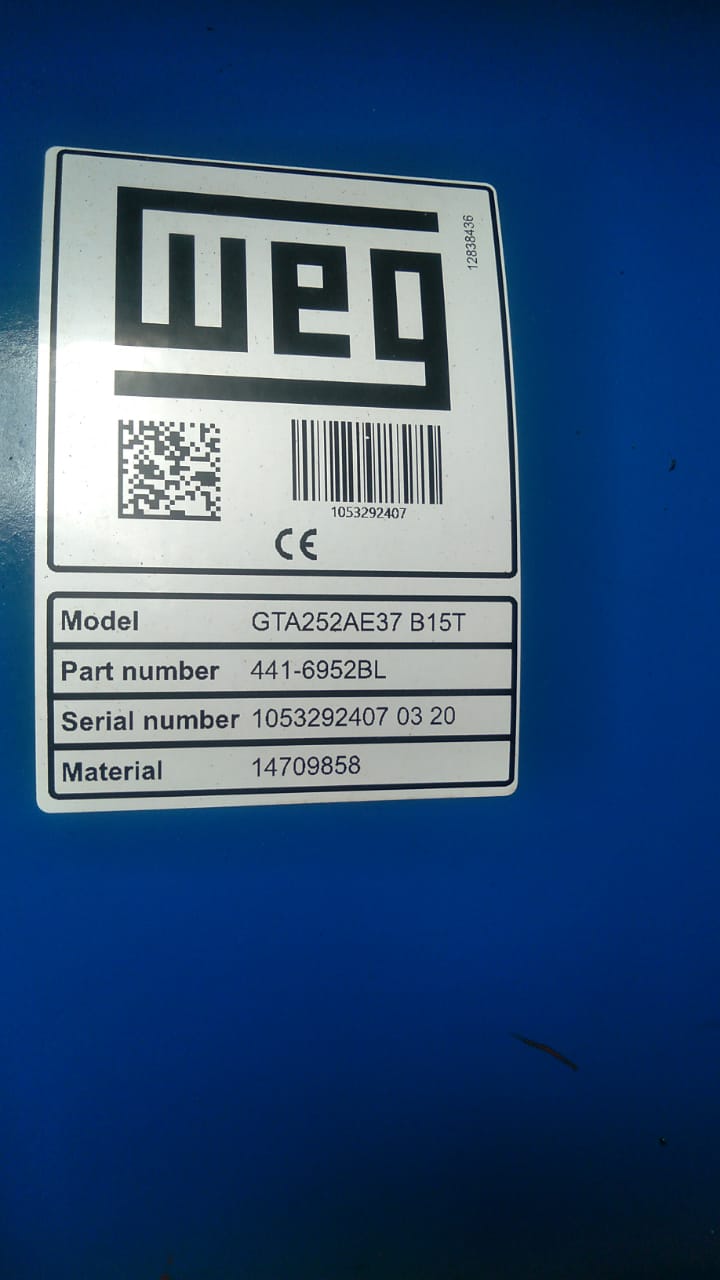 weg
12838436
1053292407
CE
Model GTA252AE37 B15T
Part number 441-6952BL
Serial number 1053292407 03 20
Material 14709858